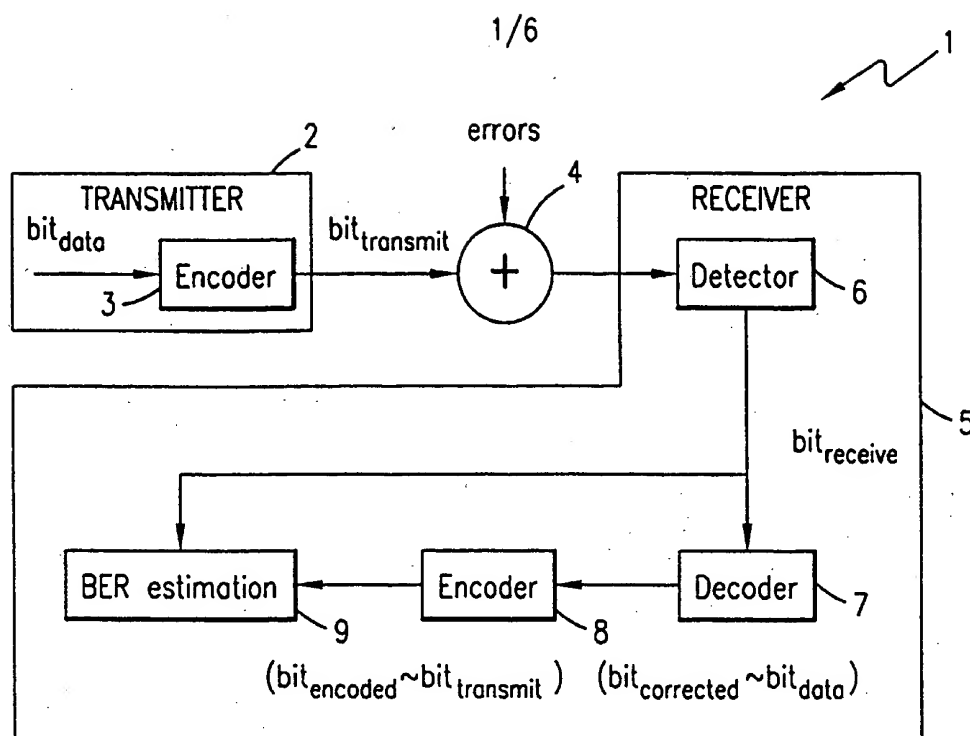 1/6
1
errors
2
4
TRANSMITTER
RECEIVER
bit_data
bit_transmit
Encoder
+
Detector
3
6
5
bit_receive
BER estimation
Encoder
Decoder
9
8
7
(bit_encoded~bit_transmit) (bit_corrected~bit_data)